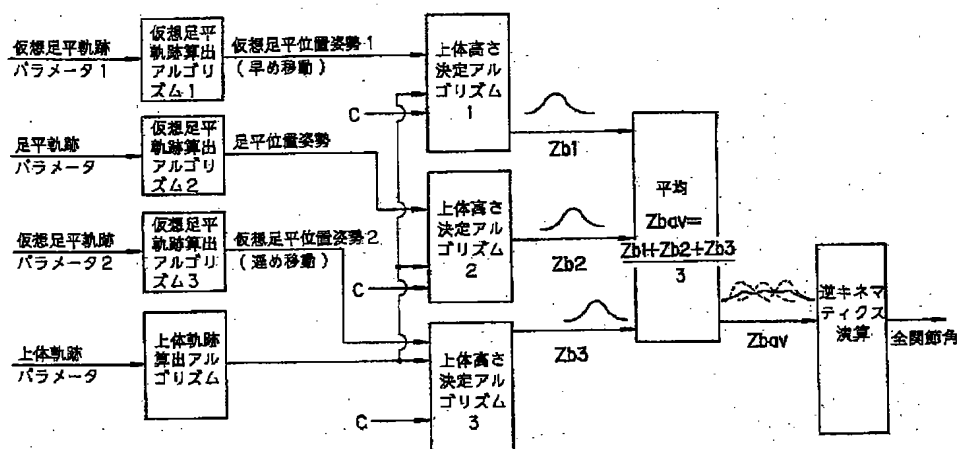 仮想足平軌跡
パラメータ1
仮想足平
軌跡算出
アルゴリ
ズム1
仮想足平位置姿勢1
(早め移動)
上体高さ
決定アル
ゴリズム
1
C
Zb1
足平軌跡
パラメータ
仮想足平
軌跡算出
アルゴリ
ズム2
足平位置姿勢
上体高さ
決定アル
ゴリズム
2
C
Zb2
平均
Zbav=
Zb1+Zb2+Zb3
3
仮想足平軌跡
パラメータ2
仮想足平
軌跡算出
アルゴリ
ズム3
仮想足平位置姿勢2
(遅め移動)
上体軌跡
パラメータ
上体軌跡
算出アル
ゴリズム
上体高さ
決定アル
ゴリズム
3
C
Zb3
Zbav
逆キネマ
ティクス
演算
全関節角